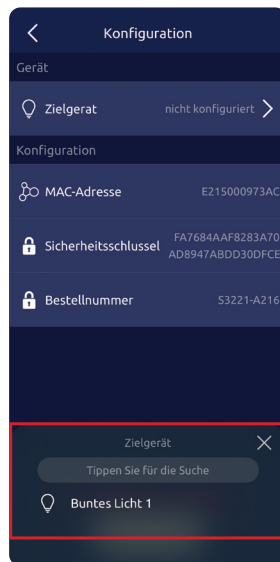 Konfiguration
Gerät
Zielgerat nicht konfiguriert
Konfiguration
MAC-Adresse E215000973AC
Sicherheitsschlussel FA7684AAF8283A70
AD8947ABDD30DFCE
Bestellnummer S3221-A216
Zielgerät
Tippen Sie für die Suche
Buntes Licht 1